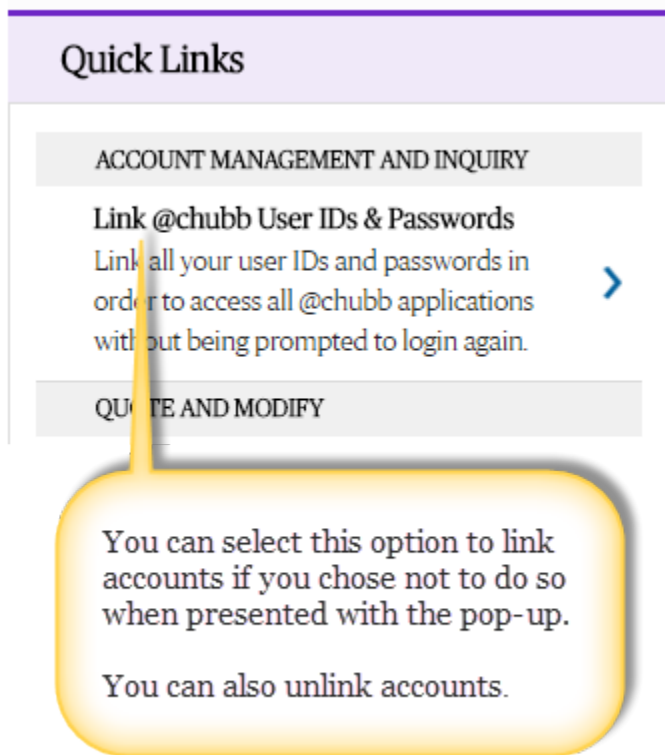 Quick Links
ACCOUNT MANAGEMENT AND INQUIRY
Link @chubb User IDs & Passwords
Link all your user IDs and passwords in
order to access all @chubb applications
without being prompted to login again.
QUOTE AND MODIFY
You can select this option to link
accounts if you chose not to do so
when presented with the pop-up.
You can also unlink accounts.